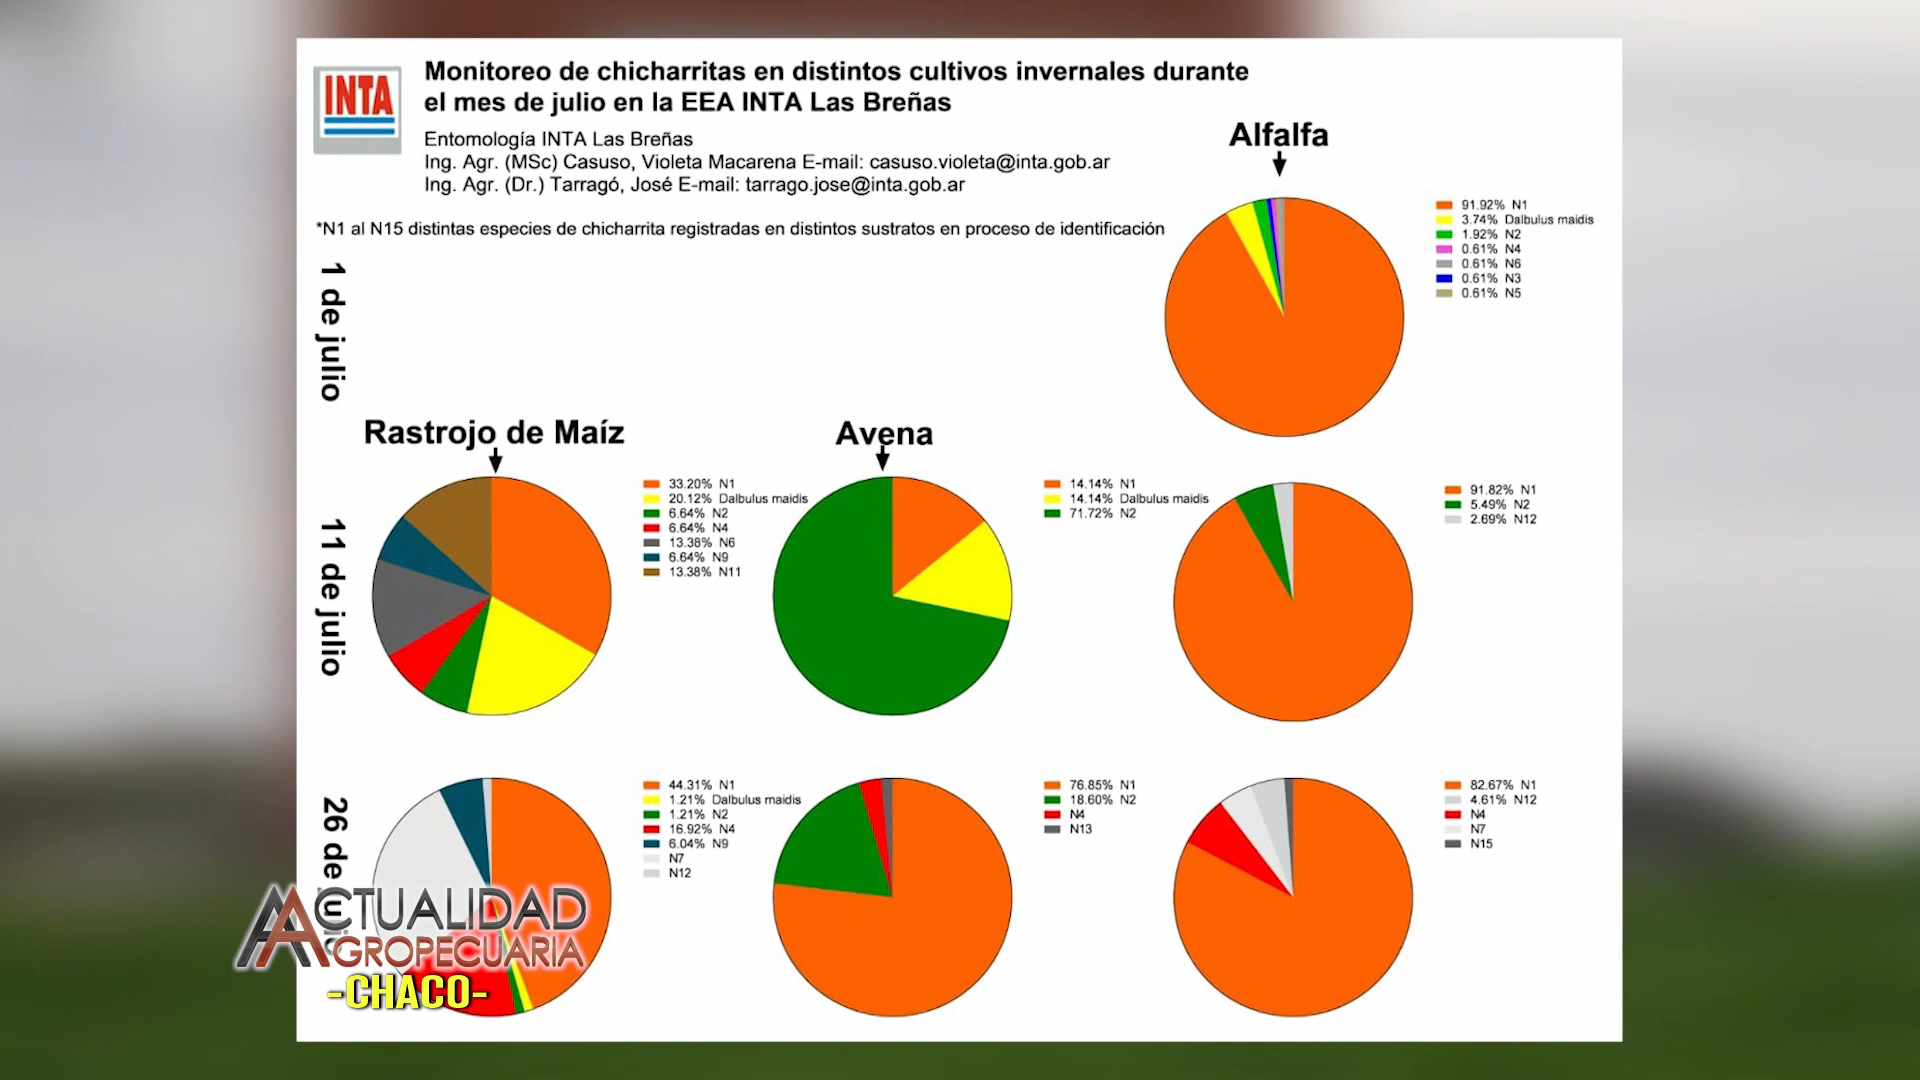 INTA
Monitoreo de chicharritas en distintos cultivos invernales durante
el mes de julio en la EEA INTA Las Breñas
Entomología INTA Las Breñas
Ing. Agr. (MSc) Casuso, Violeta Macarena E-mail: casuso.violeta@inta.gob.ar
Ing. Agr. (Dr.) Tarragó, José E-mail: tarrago.jose@inta.gob.ar
*N1 al N15 distintas especies de chicharrita registradas en distintos sustratos en proceso de identificación
1 de julio
Alfalfa
91.92% N1
3.74% Dalbulus maidis
1.92% N2
0.61% N4
0.61% N6
0.61% N3
0.61% N5
11 de julio
Rastrojo de Maíz
33.20% N1
20.12% Dalbulus maidis
6.64% N2
6.64% N4
13.38% N6
6.64% N9
13.38% N11
Avena
14.14% N1
14.14% Dalbulus maidis
71.72% N2
91.82% N1
5.49% N2
2.69% N12
26 de
44.31% N1
1.21% Dalbulus maidis
1.21% N2
16.92% N4
6.04% N9
N7
N12
76.85% N1
18.60% N2
N4
N13
82.67% N1
4.61% N12
N4
N7
N15
ACTUALIDAD
AGROPECUARIA
-CHACO-